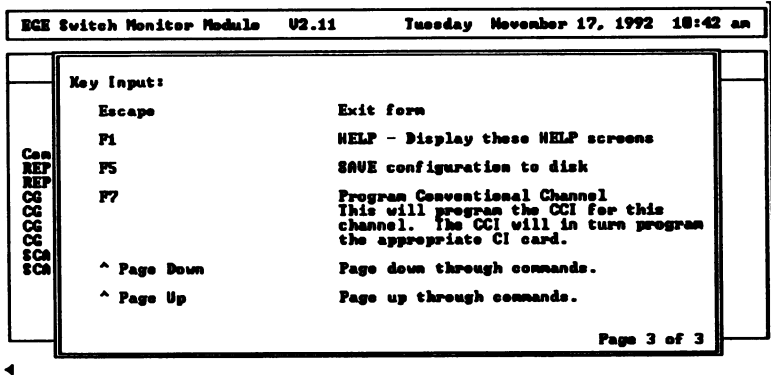 EGE Switch Monitor Module   V2.11   Tuesday November 17, 1992 10:42 am
Key Input:
Escape   Exit form
F1   HELP - Display these HELP screens
F5   SAVE configuration to disk
F7   Program Conventional Channel
This will program the CCI for this
channel. The CCI will in turn program
the appropriate CI card.
^ Page Down   Page down through commands.
^ Page Up   Page up through commands.
Page 3 of 3
Com
REP
REP
CG
CG
CG
CG
SCA
SCA